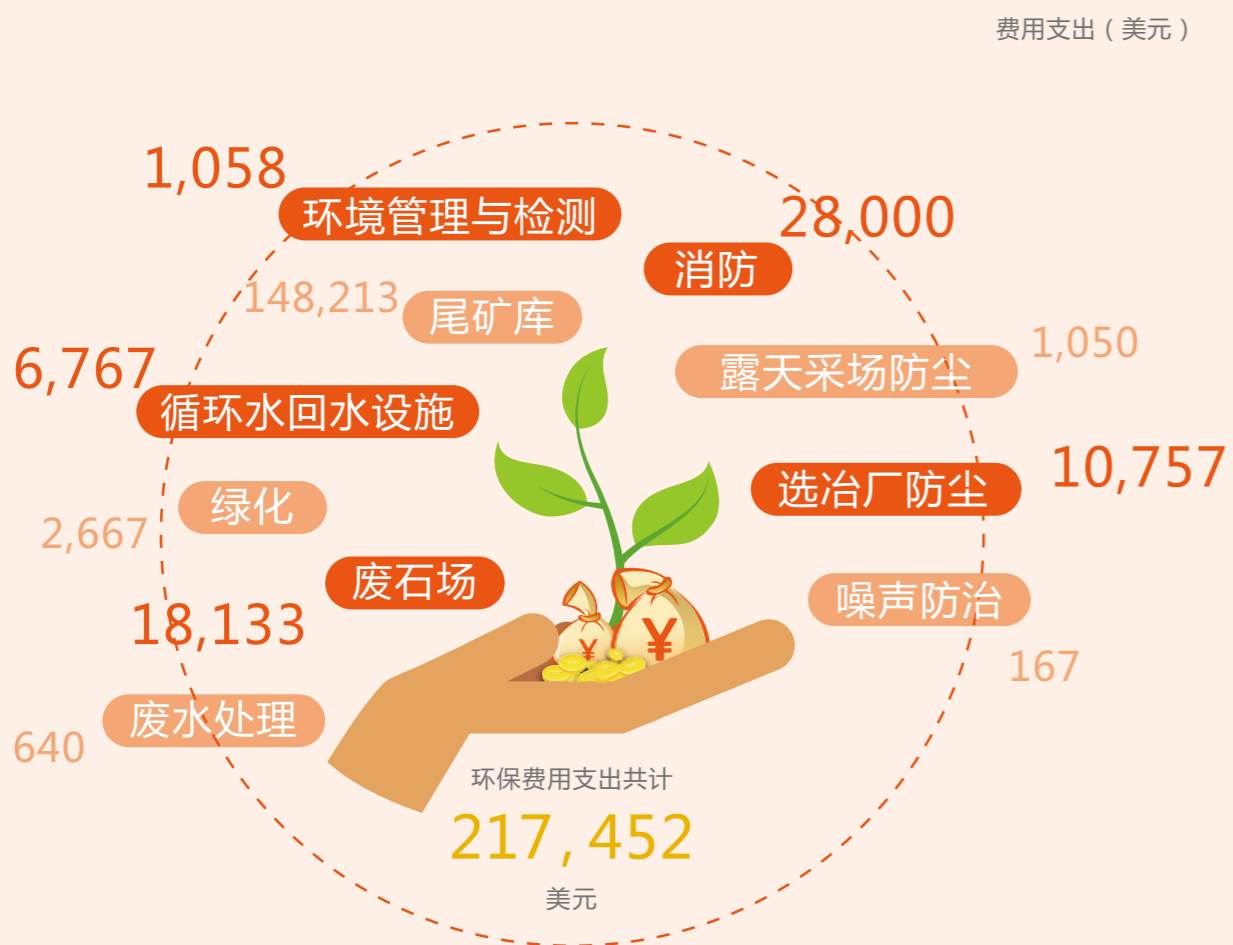 费用支出（美元）
1,058
环境管理与检测
28,000
消防
148,213
尾矿库
1,050
露天采场防尘
6,767
循环水回水设施
10,757
选冶厂防尘
绿化
2,667
废石场
噪声防治
18,133
¥
¥
167
废水处理
640
环保费用支出共计
217,452
美元